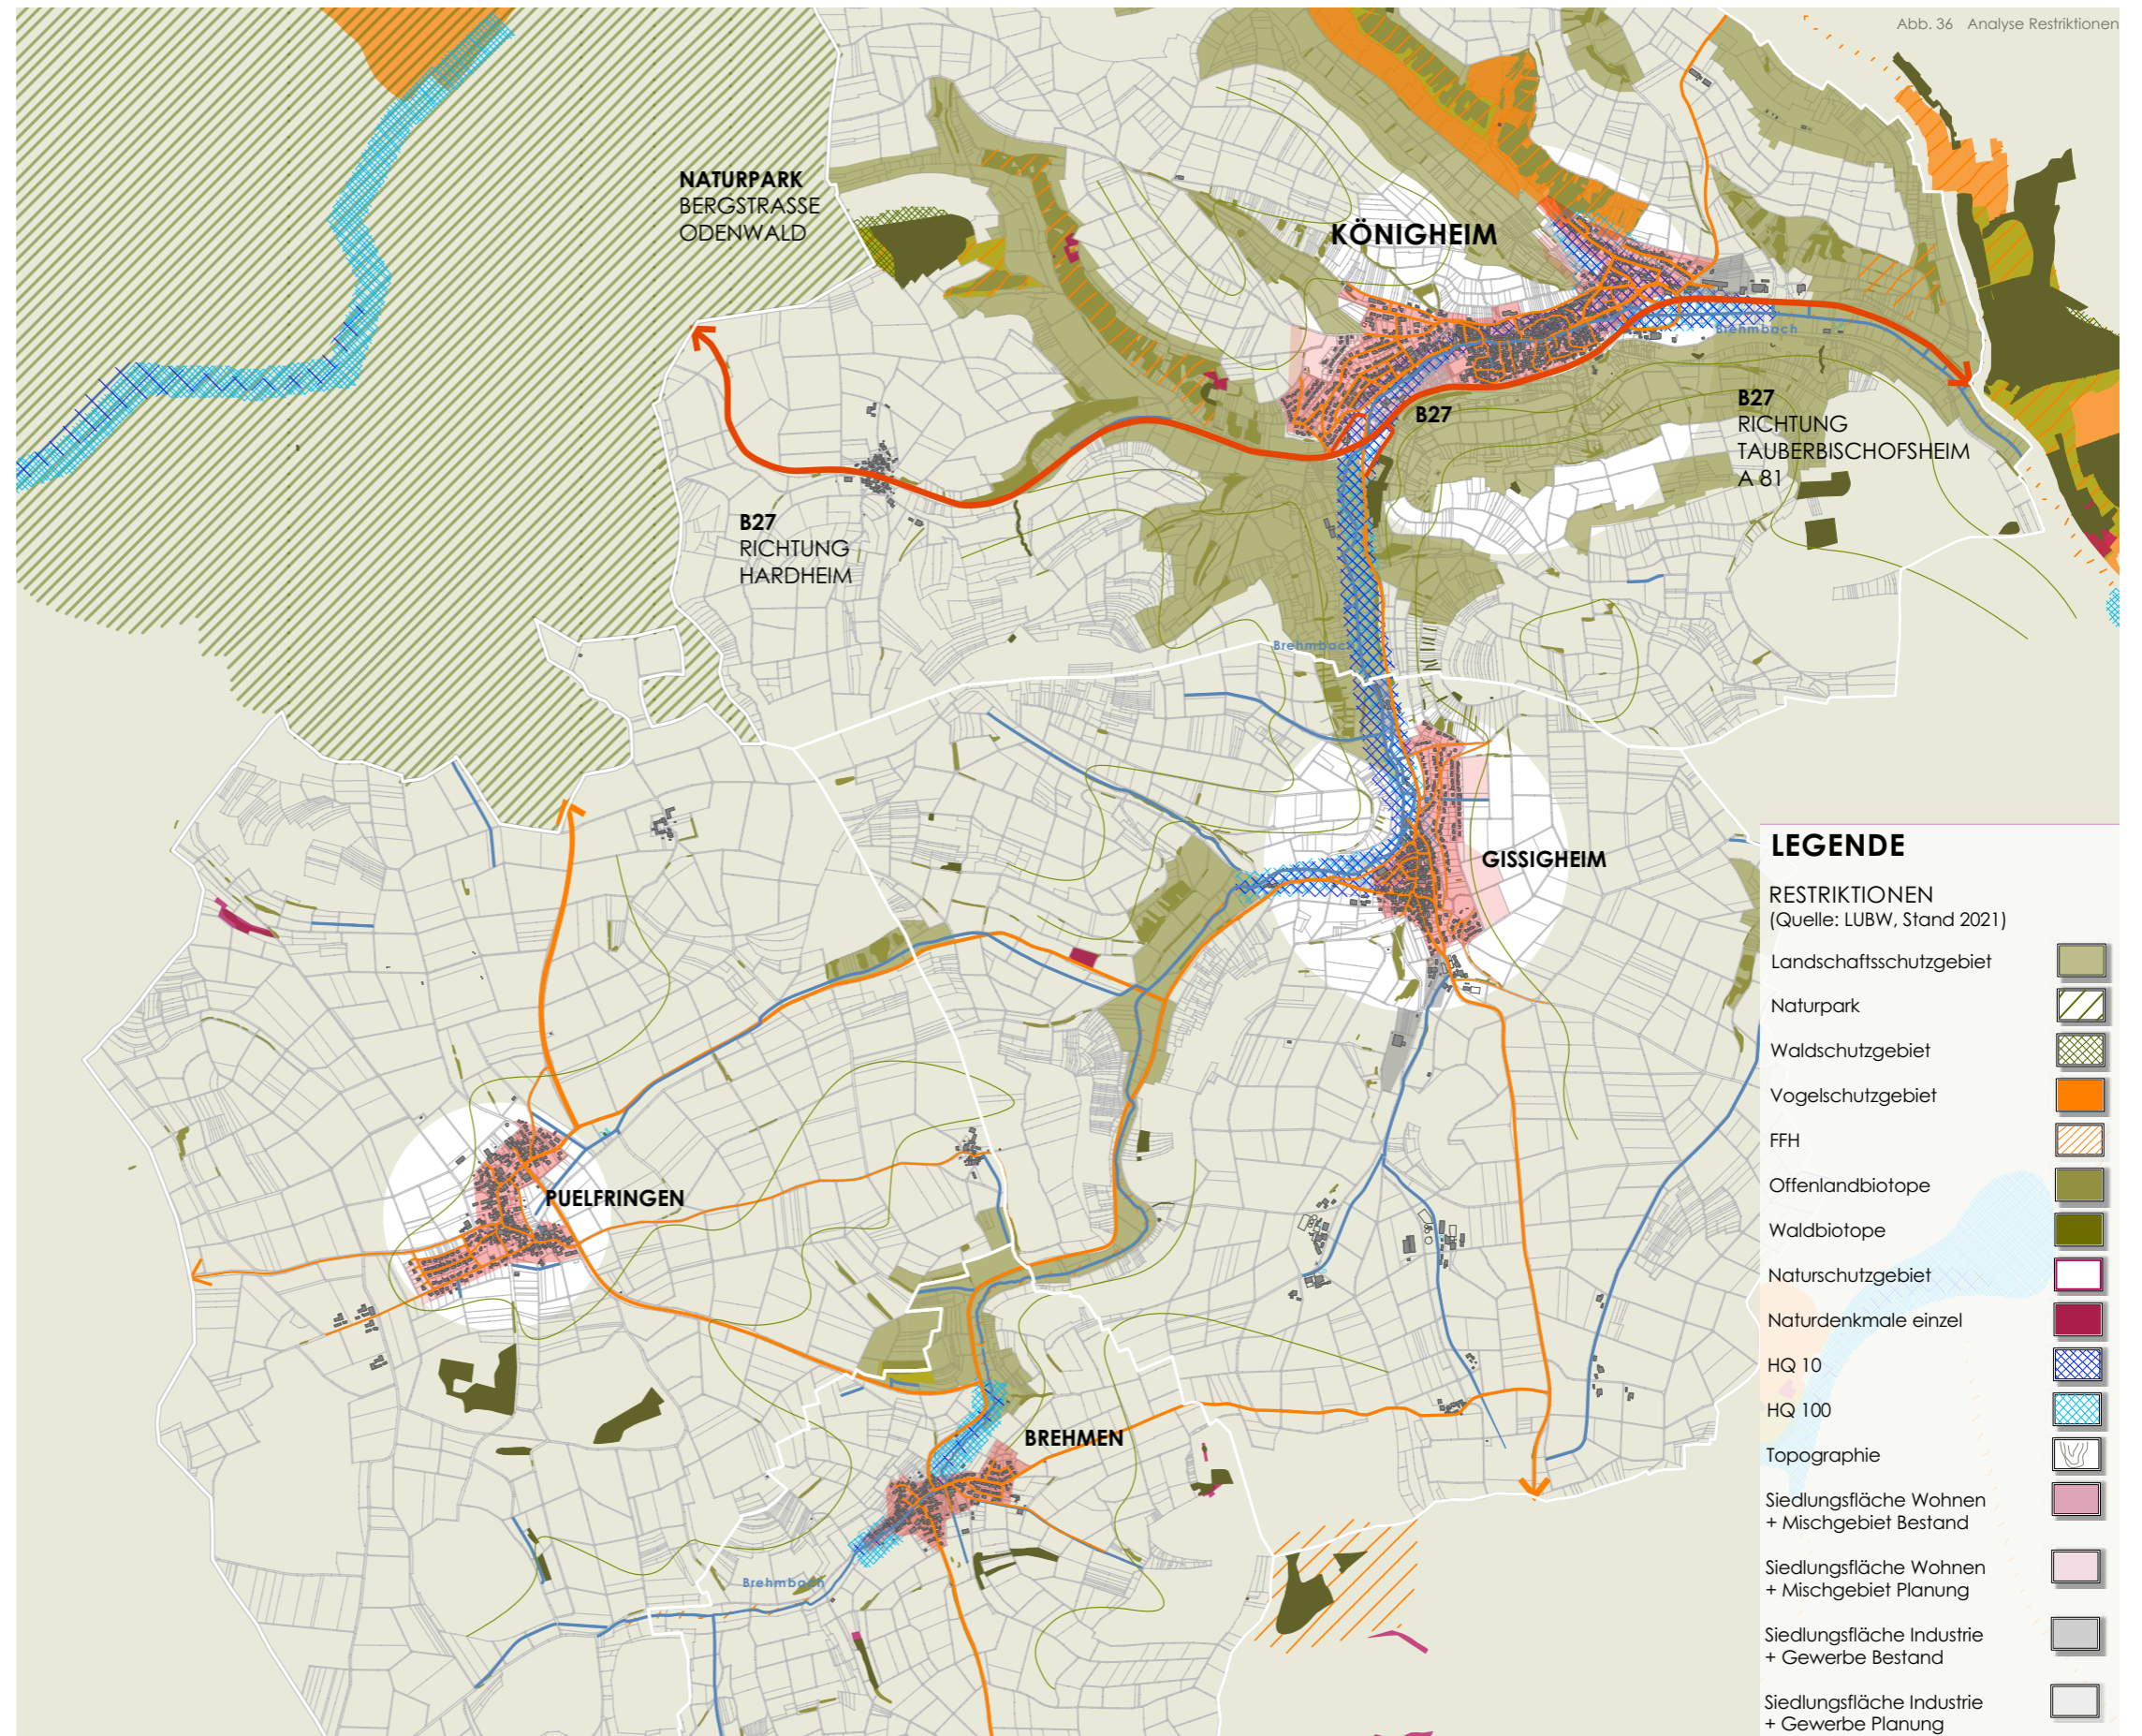 Abb. 36 Analyse Restriktionen
NATURPARK
BERGSTRASSE
ODENWALD
KÖNIGHEIM
Brehmbach
B27
B27
RICHTUNG
TAUBERBISCHOFSHEIM
A 81
B27
RICHTUNG
HARDHEIM
Brehmbach
GISSIGHEIM
PUELFRINGEN
BREHMEN
Brehmbach
LEGENDE
RESTRIKTIONEN
(Quelle: LUBW, Stand 2021)
Landschaftsschutzgebiet
Naturpark
Waldschutzgebiet
Vogelschutzgebiet
FFH
Offenlandbiotope
Waldbiotope
Naturschutzgebiet
Naturdenkmale einzel
HQ 10
HQ 100
Topographie
Siedlungsfläche Wohnen
+ Mischgebiet Bestand
Siedlungsfläche Wohnen
+ Mischgebiet Planung
Siedlungsfläche Industrie
+ Gewerbe Bestand
Siedlungsfläche Industrie
+ Gewerbe Planung